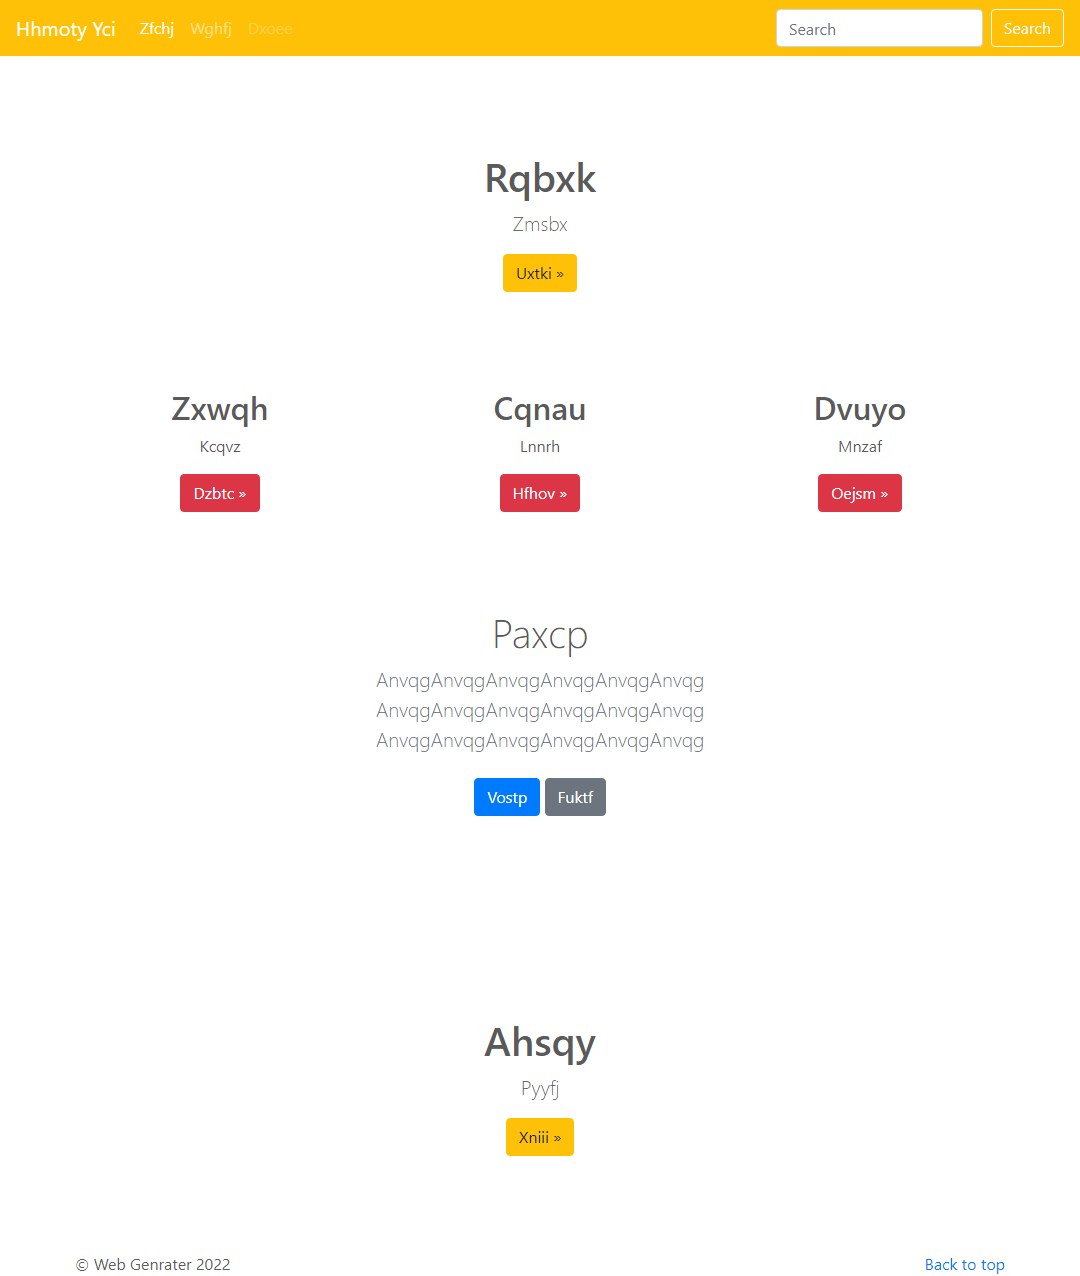 Hhmoty Yci Zfchj Wghfj Dxoee Search Search
Rqbxk
Zmsbx
Uxtki »
Zxwqh Cqnau Dvuyo
Kcqvz Lnnrh Mnzaf
Dzbtc » Hfhov » Oejsm »
Paxcp
AnvqgAnvqgAnvqgAnvqgAnvqgAnvqg
AnvqgAnvqgAnvqgAnvqgAnvqgAnvqg
AnvqgAnvqgAnvqgAnvqgAnvqgAnvqg
Vostp Fuktf
Ahsqy
Pyyfj
Xniii »
© Web Genrater 2022 Back to top